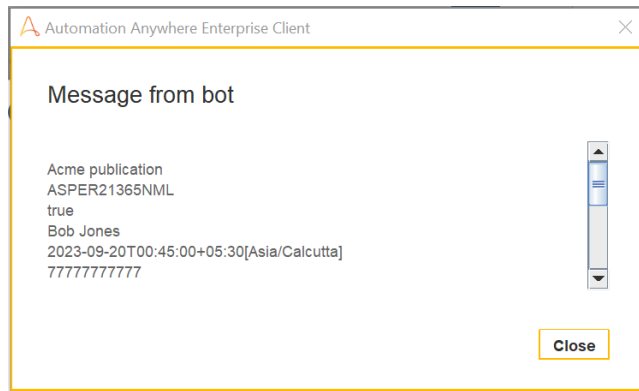 Automation Anywhere Enterprise Client
Message from bot
Acme publication
ASPER21365NML
true
Bob Jones
2023-09-20T00:45:00+05:30[Asia/Calcutta]
77777777777
Close